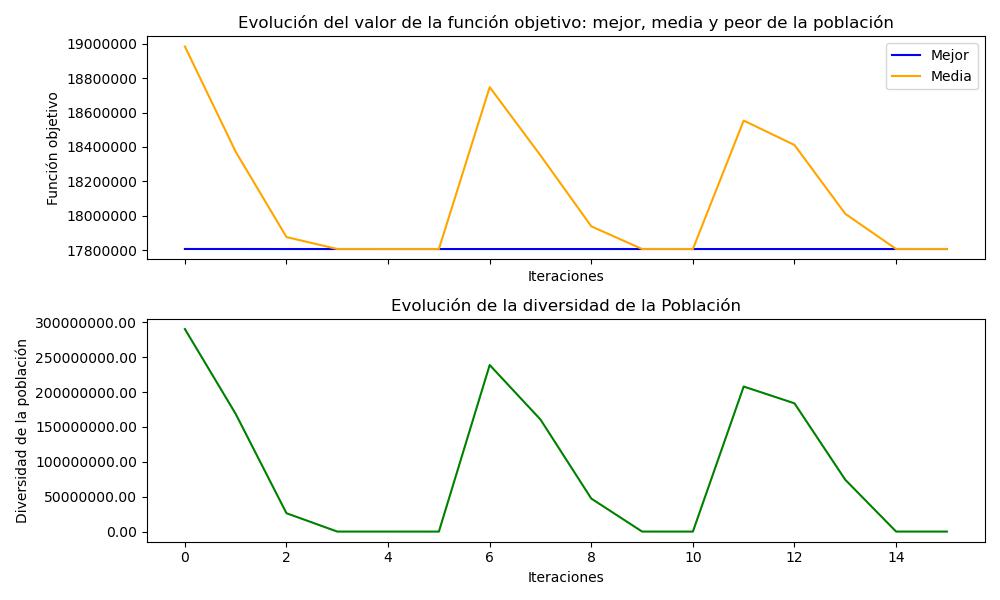 Evolución del valor de la función objetivo: mejor, media y peor de la población
Función objetivo
19000000
18800000
18600000
18400000
18200000
18000000
17800000
Mejor
Media
Iteraciones
Evolución de la diversidad de la Población
Diversidad de la población
300000000.00
250000000.00
200000000.00
150000000.00
100000000.00
50000000.00
0.00
0 2 4 6 8 10 12 14
Iteraciones